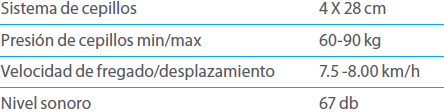 Sistema de cepillos 4 X 28 cm
Presión de cepillos min/max 60-90 kg
Velocidad de fregado/desplazamiento 7.5 -8.00 km/h
Nivel sonoro 67 db